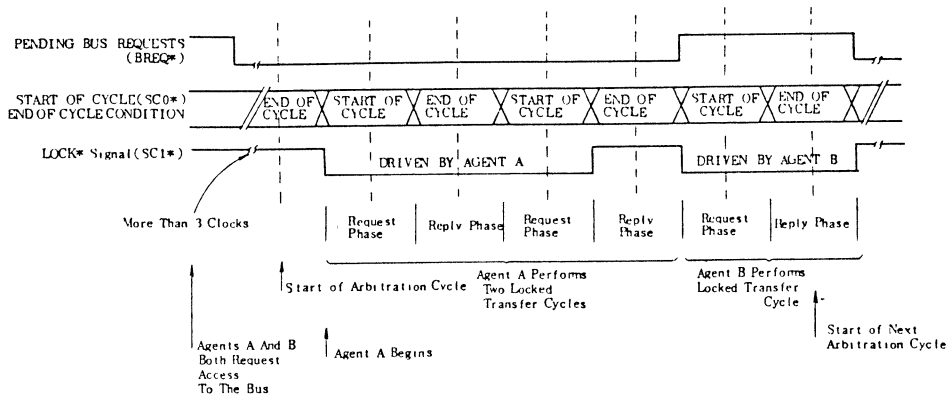 PENDING BUS REQUESTS
(BREQ*)
START OF CYCLE(SC0*)
END OF CYCLE CONDITION
END OF
CYCLE
START OF
CYCLE
END OF
CYCLE
START OF
CYCLE
END OF
CYCLE
START OF
CYCLE
END OF
CYCLE
LOCK* Signal(SC1*)
DRIVEN BY AGENT A
DRIVEN BY AGENT B
More Than 3 Clocks
Request
Phase
Reply Phase
Request
Phase
Reply
Phase
Request
Phase
Reply Phase
Start of Arbitration Cycle
Agent A Performs
Two Locked
Transfer Cycles
Agent B Performs
Locked Transfer
Cycle
Agents A And B
Both Request
Access
To The Bus
Agent A Begins
Start of Next
Arbitration Cycle